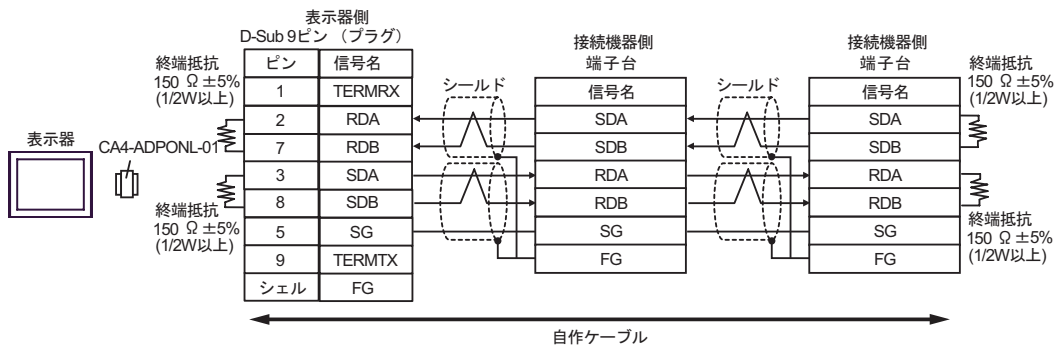 表示器側
D-Sub 9ピン （プラグ）
ピン 信号名
1 TERMRX
2 RDA
7 RDB
3 SDA
8 SDB
5 SG
9 TERMTX
シェル FG
終端抵抗
150 Ω ±5%
(1/2W以上)
表示器
CA4-ADPONL-01
終端抵抗
150 Ω ±5%
(1/2W以上)
シールド
接続機器側
端子台
信号名
SDA
SDB
RDA
RDB
SG
FG
シールド
接続機器側
端子台
信号名
SDA
SDB
RDA
RDB
SG
FG
終端抵抗
150 Ω ±5%
(1/2W以上)
終端抵抗
150 Ω ±5%
(1/2W以上)
自作ケーブル